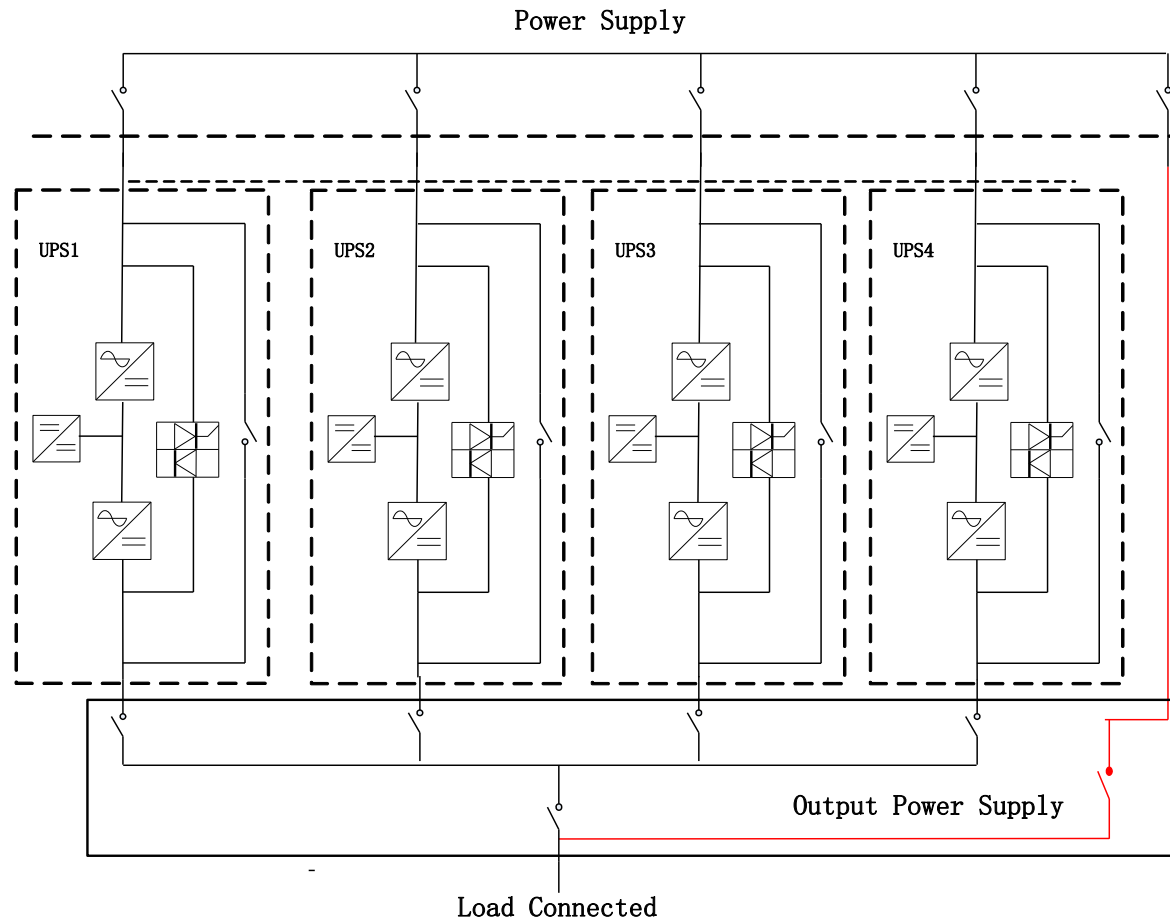 Power Supply
UPS1
UPS2
UPS3
UPS4
Output Power Supply
Load Connected